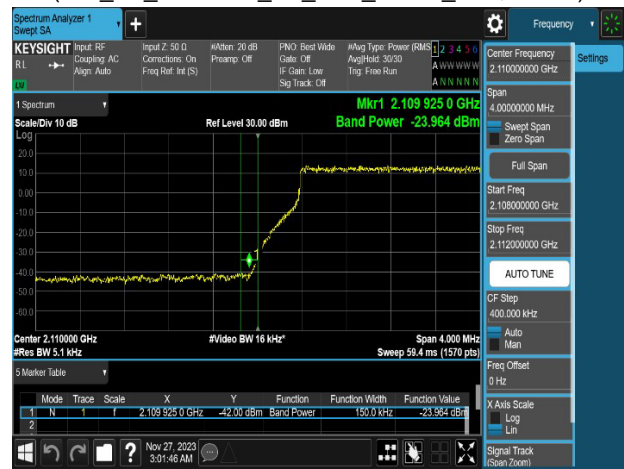 Spectrum Analyzer 1
Swept SA
+
Frequency
KEYSIGHT
RL
LU
Input: RF
Coupling: AC
Align: Auto
Input Z: 50 Ω
Corrections: On
Freq Ref: Int (S)
#Atten: 20 dB
Preamp: Off
PNO: Best Wide
Gate: Off
IF Gain: Low
Sig Track: Off
#Avg Type: Power (RMS
Avg|Hold: 30/30
Trig: Free Run
1 2 3 4 5 6
A W W W W W
A N N N N N
Center Frequency
2.110000000 GHz
Settings
Span
4.00000000 MHz
Swept Span
Zero Span
Full Span
Start Freq
2.108000000 GHz
Stop Freq
2.112000000 GHz
AUTO TUNE
CF Step
400.000 kHz
Auto
Man
Freq Offset
0 Hz
X Axis Scale
Log
Lin
Signal Track
(Span Zoom)
1 Spectrum
Scale/Div 10 dB
Ref Level 30.00 dBm
Mkr1 2.109 925 0 GHz
Band Power -23.964 dBm
Log
20.0
10.0
0.00
-10.0
-20.0
-30.0
-40.0
-50.0
-60.0
Center 2.110000 GHz
#Video BW 16 kHz*
Span 4.000 MHz
#Res BW 5.1 kHz
Sweep 59.4 ms (1570 pts)
5 Marker Table
Mode Trace Scale X Y Function Function Width Function Value
1 N 1 f 2.109 925 0 GHz -42.00 dBm Band Power 150.0 kHz -23.964 dBm
2
?
Nov 27, 2023
3:01:46 AM